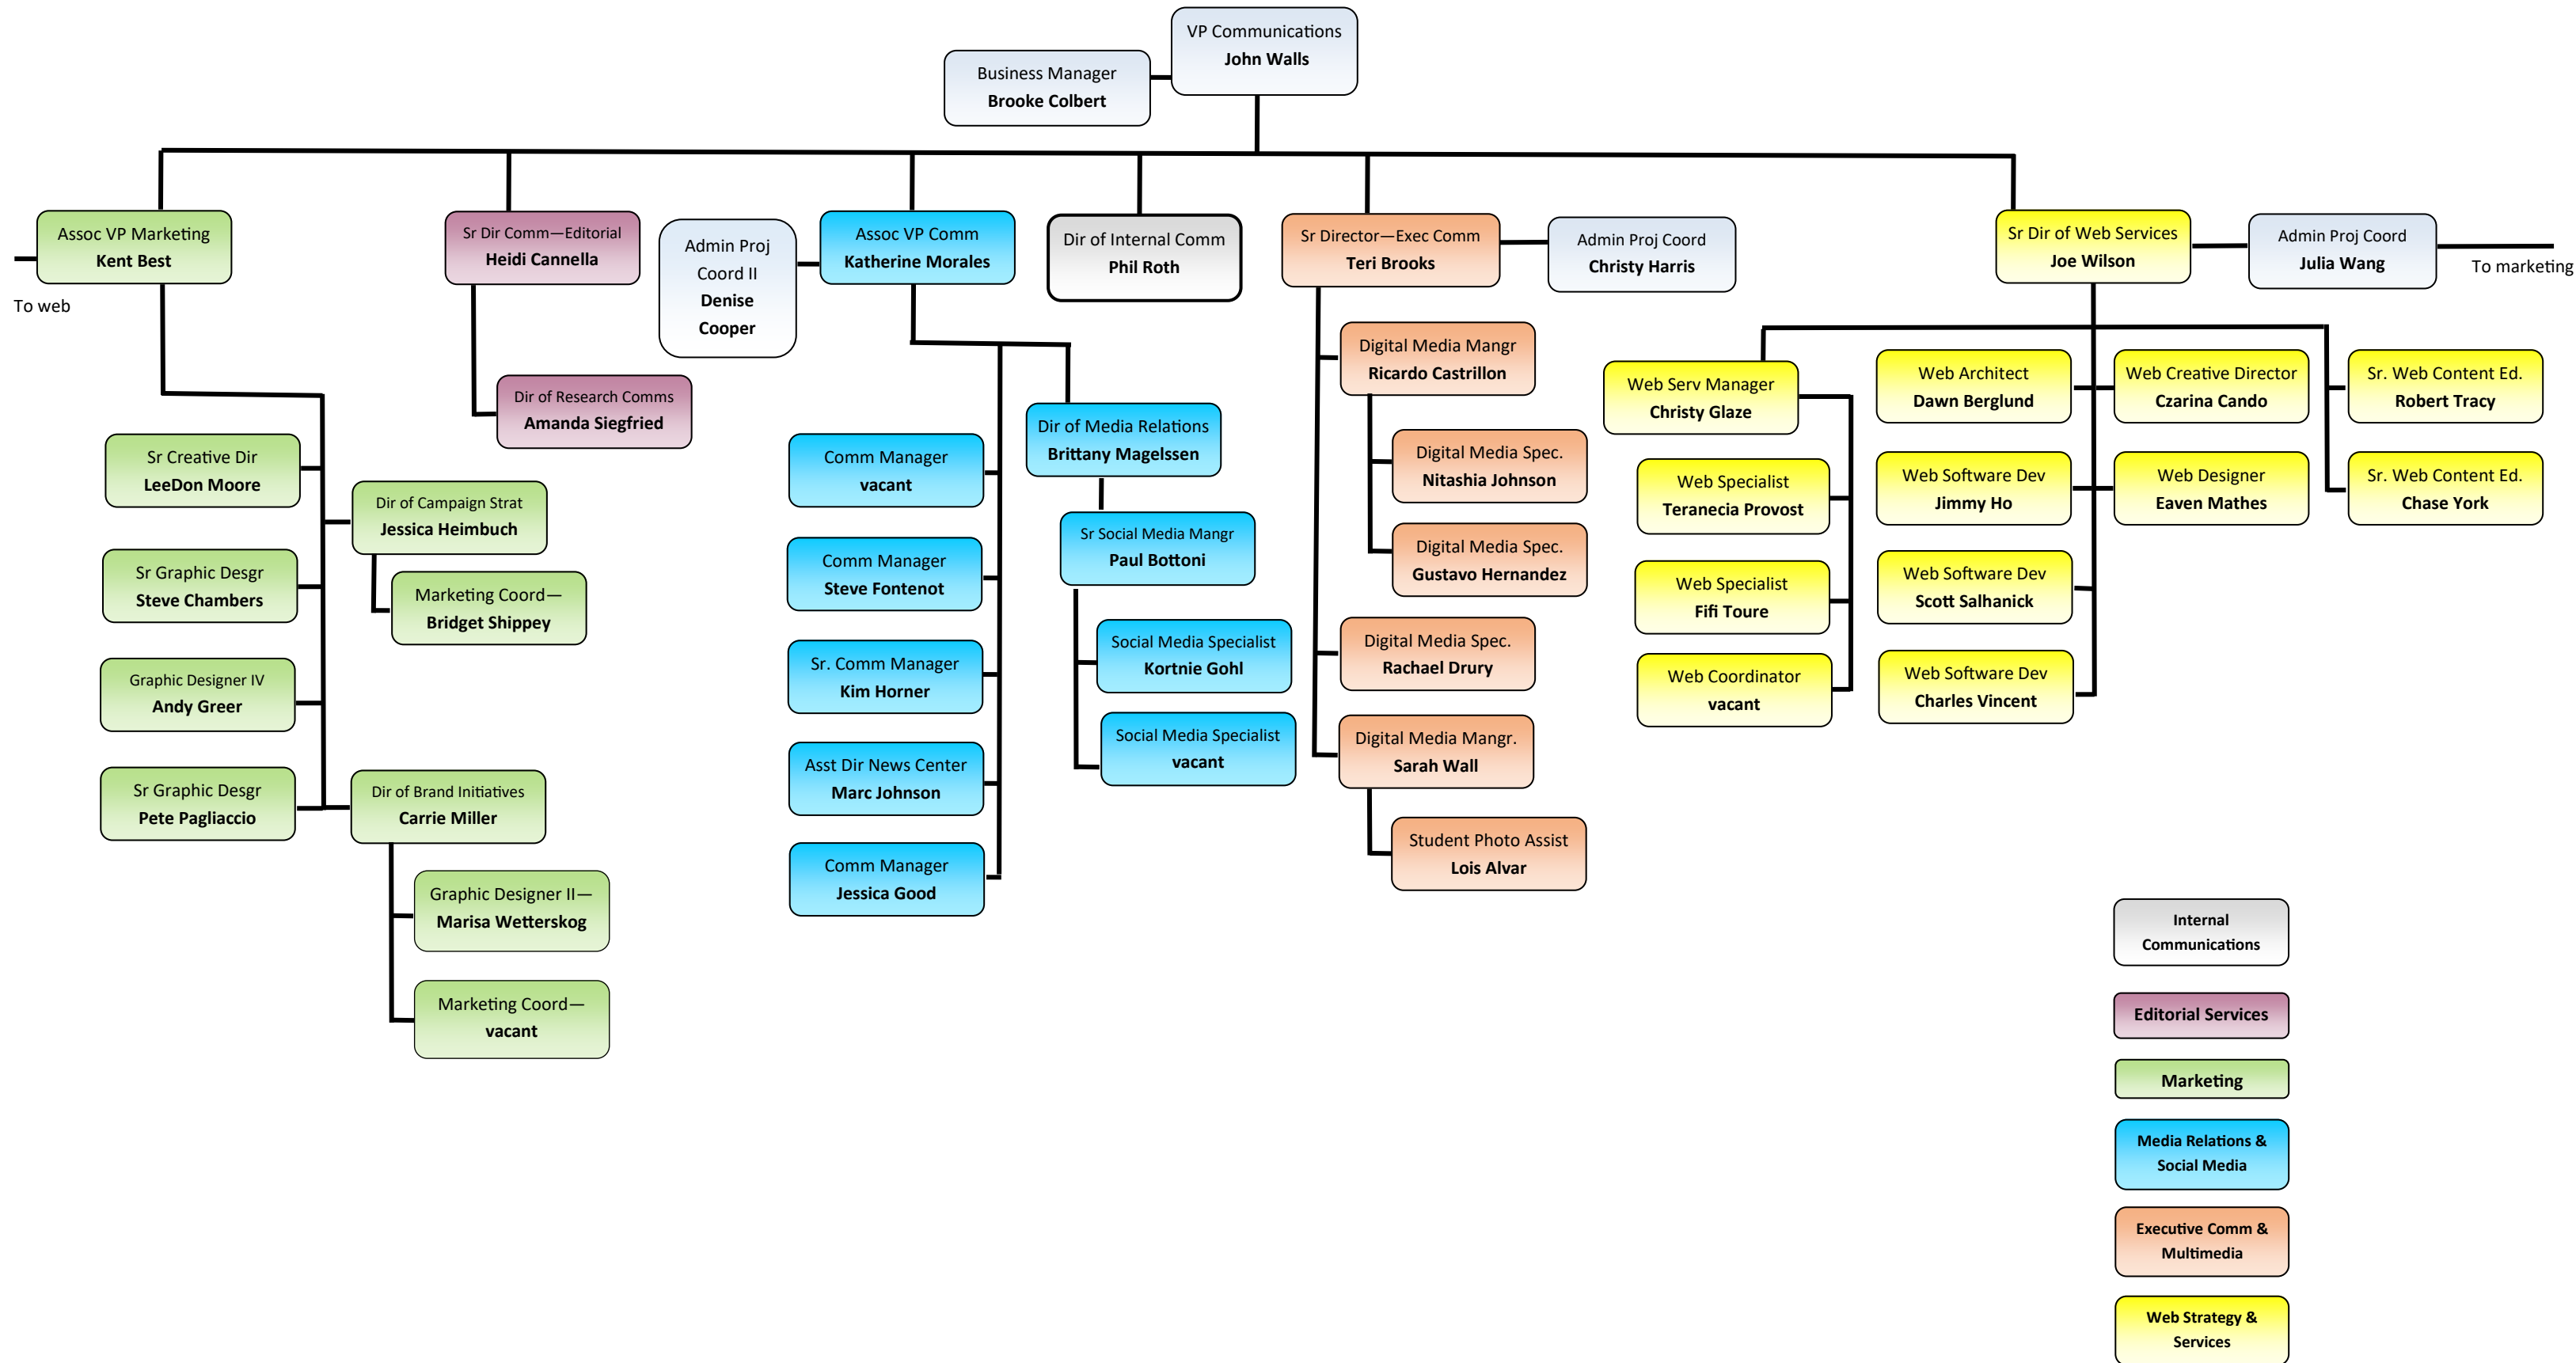 VP Communications
John Walls
Business Manager
Brooke Colbert
Assoc VP Marketing
Kent Best
To web
Sr Dir Comm—Editorial
Heidi Cannella
Admin Proj
Coord II
Denise
Cooper
Assoc VP Comm
Katherine Morales
Dir of Internal Comm
Phil Roth
Sr Director—Exec Comm
Teri Brooks
Admin Proj Coord
Christy Harris
Sr Dir of Web Services
Joe Wilson
Admin Proj Coord
Julia Wang
To marketing
Sr Creative Dir
LeeDon Moore
Dir of Campaign Strat
Jessica Heimbuch
Sr Graphic Desgr
Steve Chambers
Marketing Coord—
Bridget Shippey
Graphic Designer IV
Andy Greer
Sr Graphic Desgr
Pete Pagliaccio
Dir of Brand Initiatives
Carrie Miller
Graphic Designer II—
Marisa Wetterskog
Marketing Coord—
vacant
Dir of Research Comms
Amanda Siegfried
Comm Manager
vacant
Comm Manager
Steve Fontenot
Sr. Comm Manager
Kim Horner
Asst Dir News Center
Marc Johnson
Comm Manager
Jessica Good
Dir of Media Relations
Brittany Magelssen
Sr Social Media Mangr
Paul Bottoni
Social Media Specialist
Kortnie Gohl
Social Media Specialist
vacant
Digital Media Mangr
Ricardo Castrillon
Digital Media Spec.
Nitashia Johnson
Digital Media Spec.
Gustavo Hernandez
Digital Media Spec.
Rachael Drury
Digital Media Mangr.
Sarah Wall
Student Photo Assist
Lois Alvar
Web Serv Manager
Christy Glaze
Web Specialist
Teranecia Provost
Web Specialist
Fifi Toure
Web Coordinator
vacant
Web Architect
Dawn Berglund
Web Creative Director
Czarina Cando
Sr. Web Content Ed.
Robert Tracy
Web Software Dev
Jimmy Ho
Web Designer
Eaven Mathes
Sr. Web Content Ed.
Chase York
Web Software Dev
Scott Salhanick
Web Software Dev
Charles Vincent
Internal
Communications
Editorial Services
Marketing
Media Relations &
Social Media
Executive Comm &
Multimedia
Web Strategy &
Services